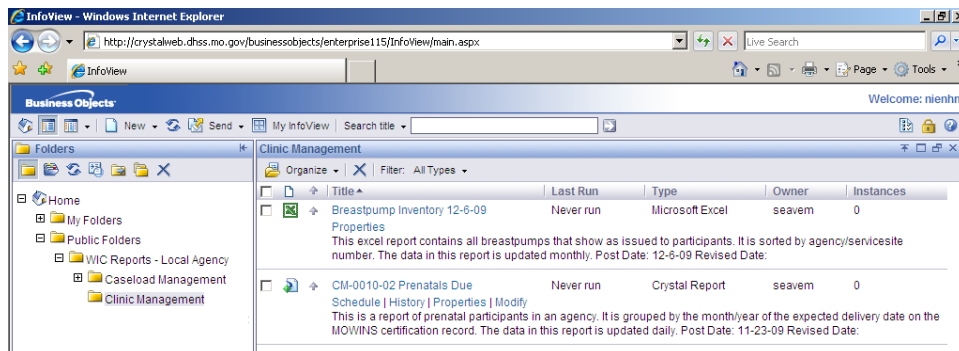 InfoView - Windows Internet Explorer
http://crystalweb.dhss.mo.gov/businessobjects/enterprise115/InfoView/main.aspx
Live Search
InfoView
Page
Tools
Business Objects
Welcome: nienhm
New
Send
My InfoView
Search title
Folders
Clinic Management
Organize
Filter: All Types
Title
Last Run
Type
Owner
Instances
Home
My Folders
Public Folders
WIC Reports - Local Agency
Caseload Management
Clinic Management
Breastpump Inventory 12-6-09
Never run
Microsoft Excel
seavem
0
Properties
This excel report contains all breastpumps that show as issued to participants. It is sorted by agency/servicesite
number. The data in this report is updated monthly. Post Date: 12-6-09 Revised Date:
CM-0010-02 Prenatals Due
Never run
Crystal Report
seavem
0
Schedule | History | Properties | Modify
This is a report of prenatal participants in an agency. It is grouped by the month/year of the expected delivery date on the
MOWINS certification record. The data in this report is updated daily. Post Date: 11-23-09 Revised Date: